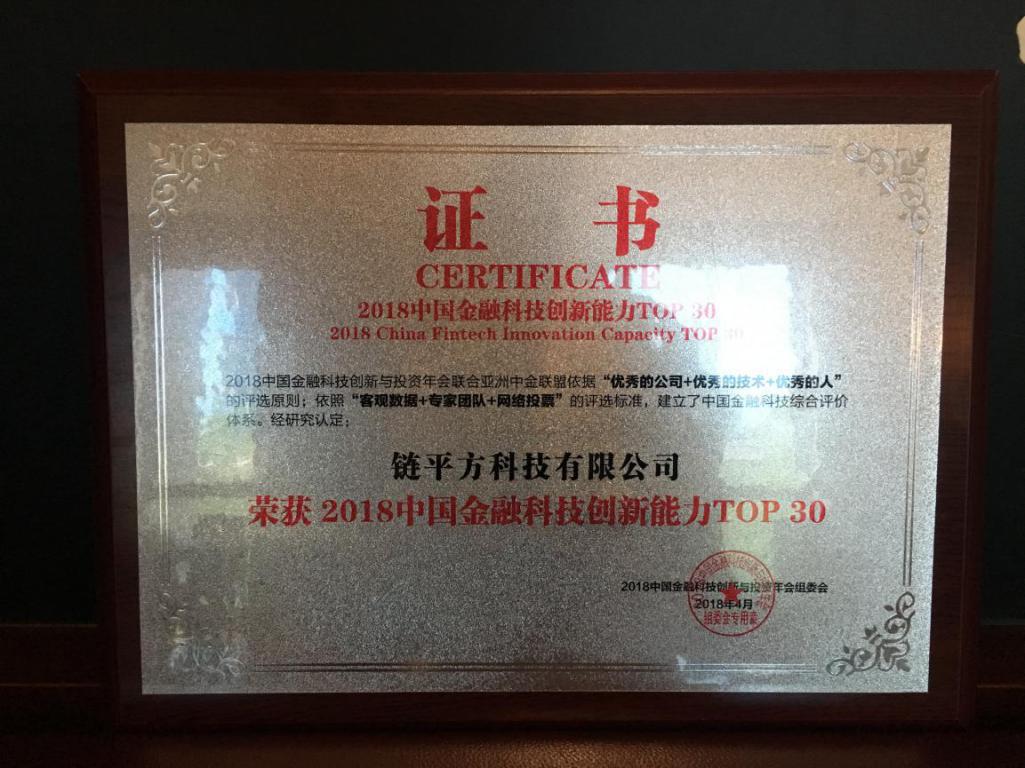 证 书
CERTIFICATE
2018中国金融科技创新能力TOP 30
2018 China Fintech Innovation Capacity TOP 30
2018中国金融科技创新与投资年会联合亚洲中金联盟依据“优秀的公司+优秀的技术+优秀的人”
的评选原则；依照“客观数据+专家团队+网络投票”的评选标准，建立了中国金融科技综合评价
体系。经研究认定；
链平方科技有限公司
荣获 2018中国金融科技创新能力TOP 30
2018中国金融科技创新与投资年会组委会
2018年4月
组委会专用章